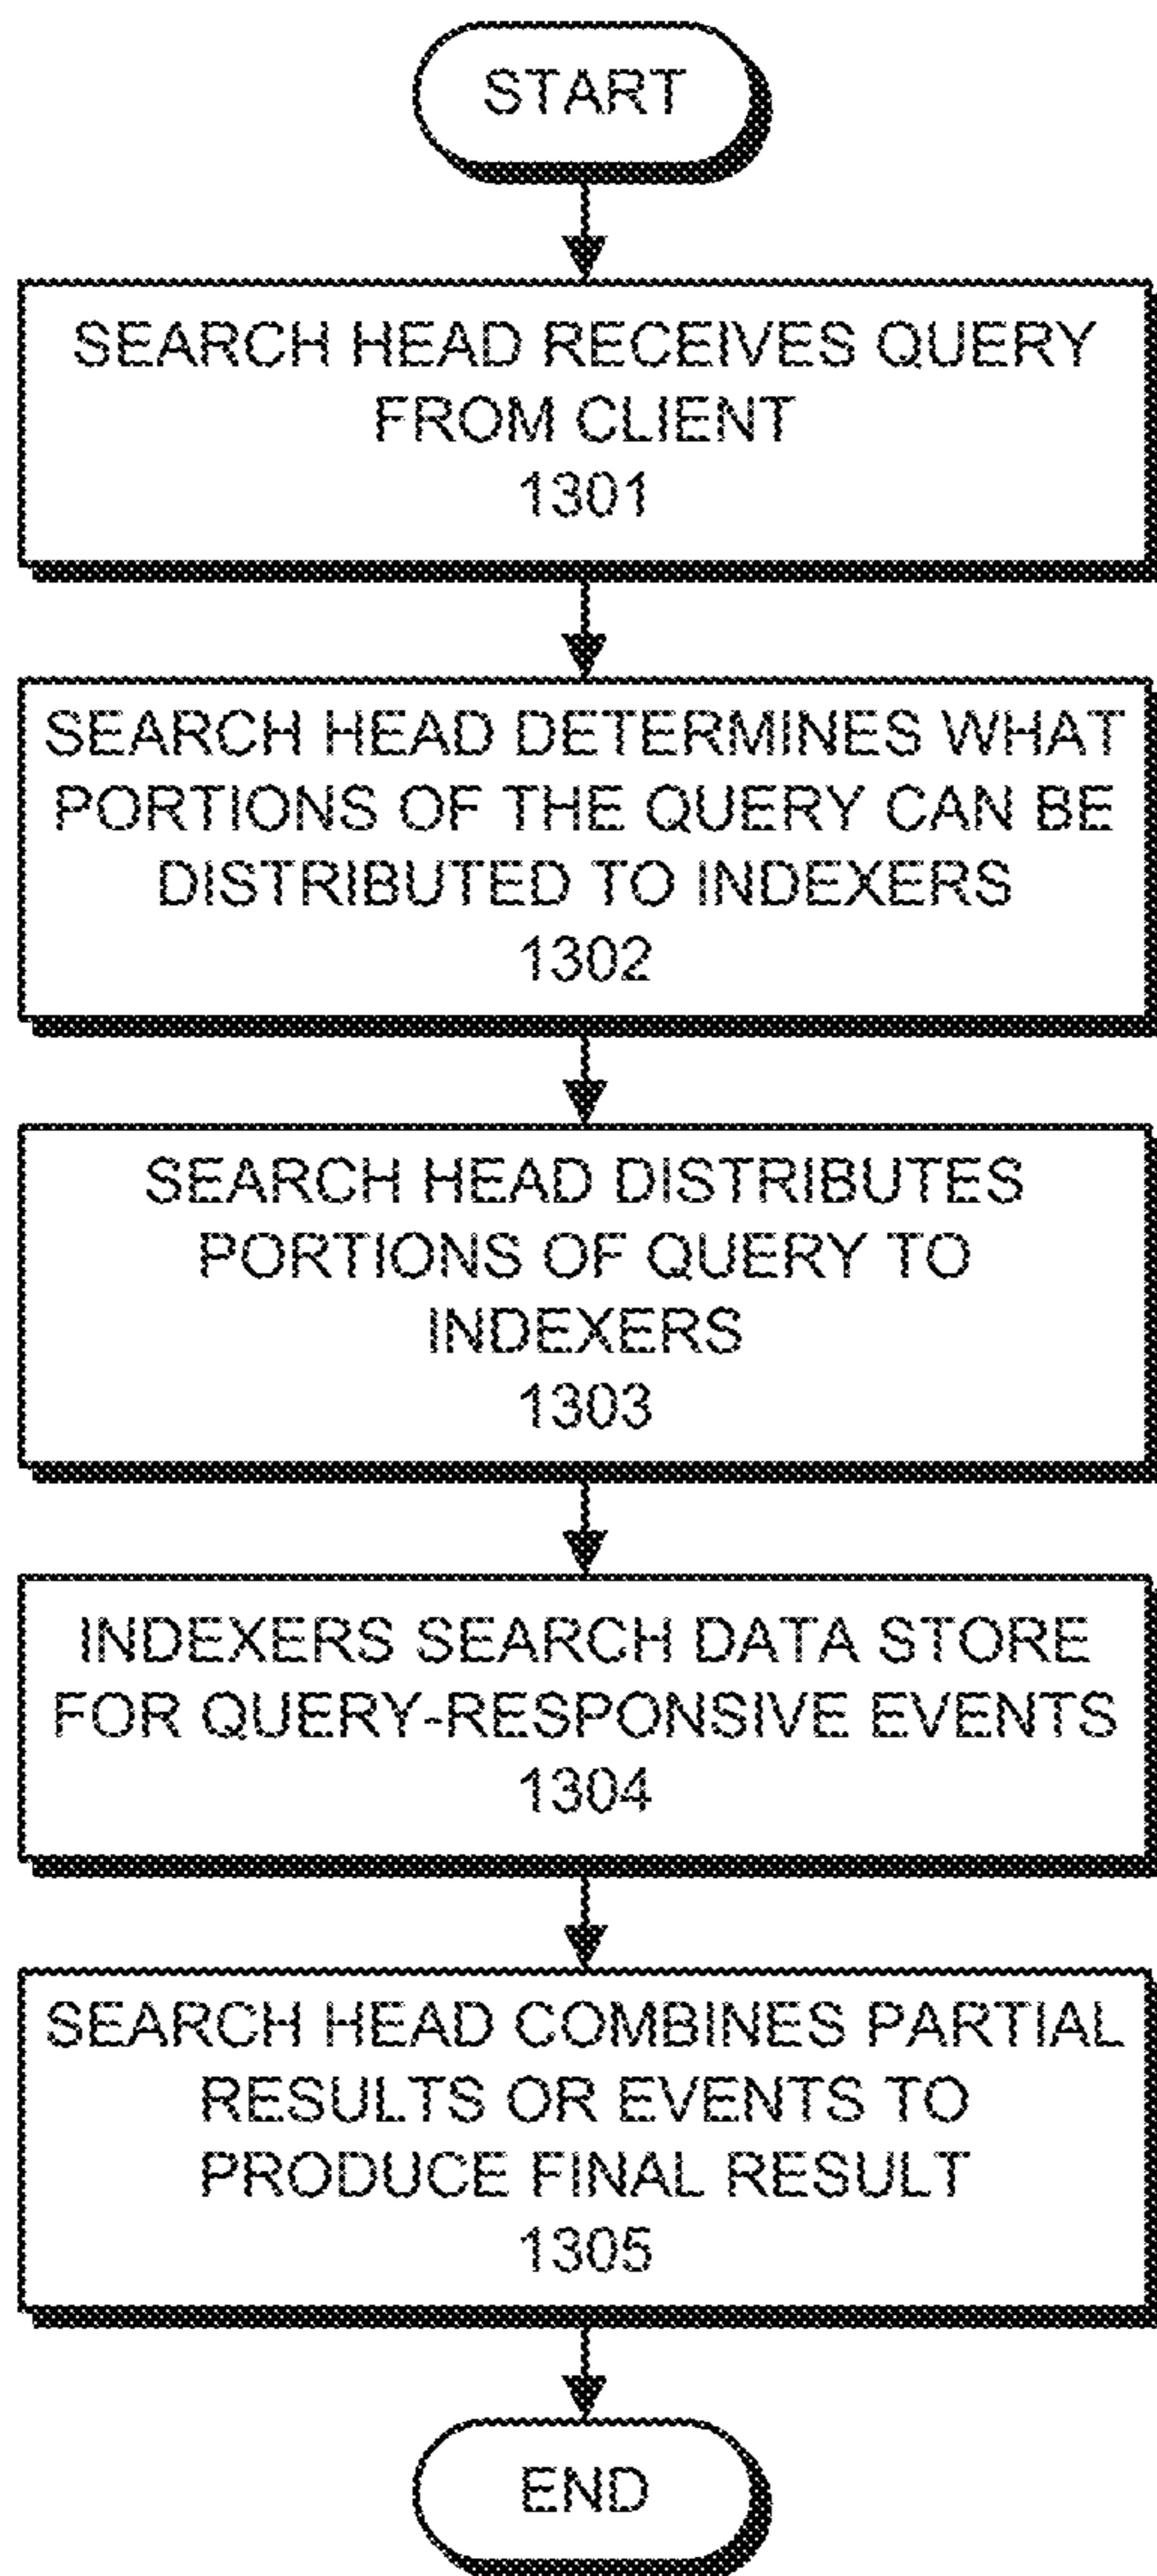 START
SEARCH HEAD RECEIVES QUERY
FROM CLIENT
1301
SEARCH HEAD DETERMINES WHAT
PORTIONS OF THE QUERY CAN BE
DISTRIBUTED TO INDEXERS
1302
SEARCH HEAD DISTRIBUTES
PORTIONS OF QUERY TO
INDEXERS
1303
INDEXERS SEARCH DATA STORE
FOR QUERY-RESPONSIVE EVENTS
1304
SEARCH HEAD COMBINES PARTIAL
RESULTS OR EVENTS TO
PRODUCE FINAL RESULT
1305
END